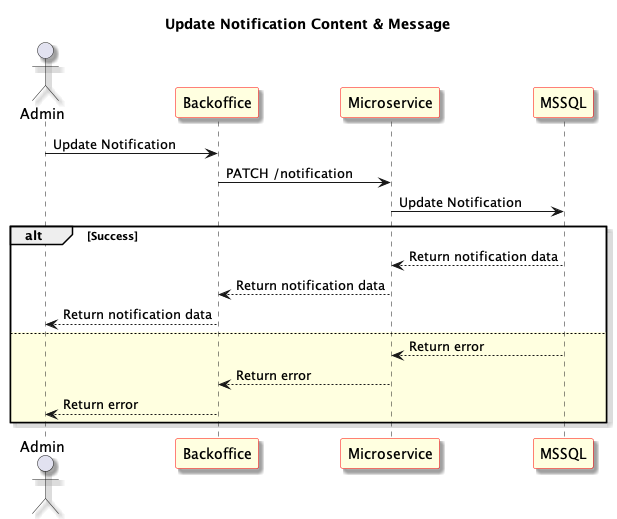 Update Notification Content & Message
Admin
Backoffice
Microservice
MSSQL
Update Notification
PATCH /notification
Update Notification
alt [Success]
Return notification data
Return notification data
Return notification data
Return error
Return error
Return error
Admin
Backoffice
Microservice
MSSQL